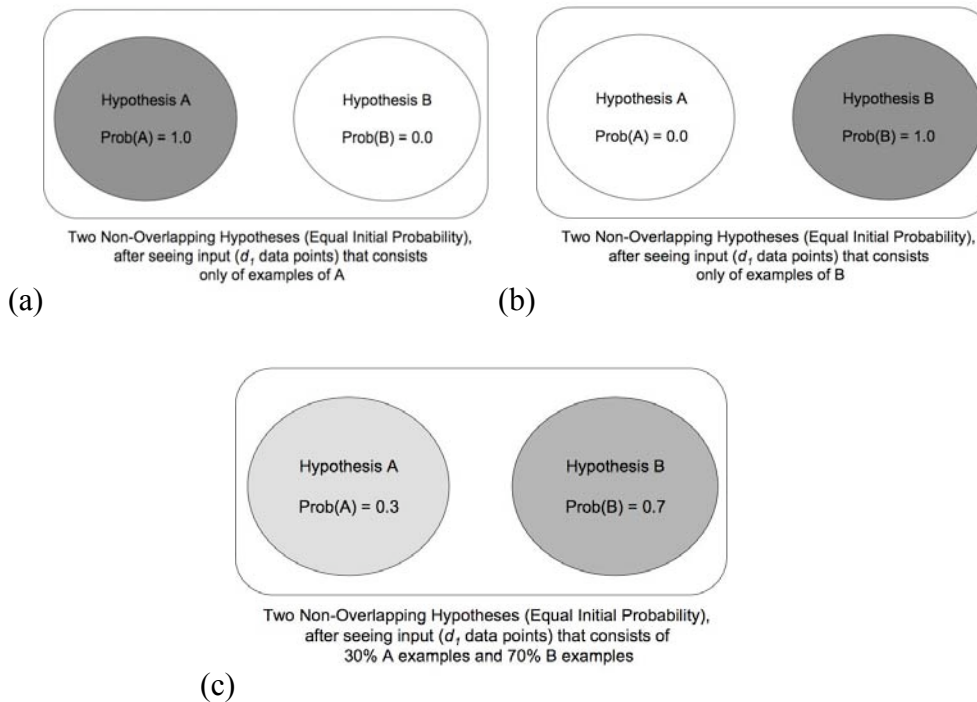 Hypothesis A
Prob(A) = 1.0
Hypothesis B
Prob(B) = 0.0
Two Non-Overlapping Hypotheses (Equal Initial Probability),
after seeing input (d₁ data points) that consists
only of examples of A
(a)
Hypothesis A
Prob(A) = 0.0
Hypothesis B
Prob(B) = 1.0
Two Non-Overlapping Hypotheses (Equal Initial Probability),
after seeing input (d₁ data points) that consists
only of examples of B
(b)
Hypothesis A
Prob(A) = 0.3
Hypothesis B
Prob(B) = 0.7
Two Non-Overlapping Hypotheses (Equal Initial Probability),
after seeing input (d₁ data points) that consists of
30% A examples and 70% B examples
(c)